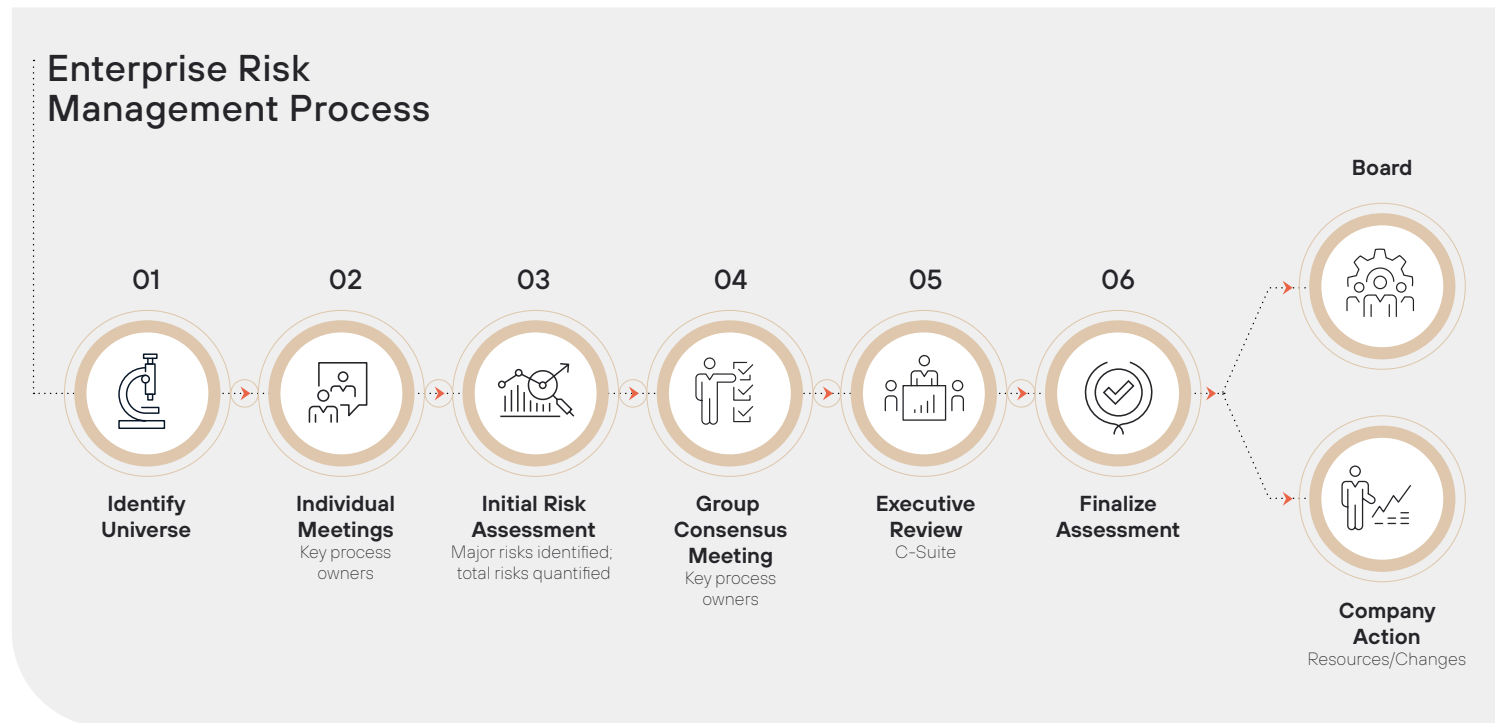 Enterprise Risk
Management Process
01
Identify
Universe
02
Individual
Meetings
Key process
owners
03
Initial Risk
Assessment
Major risks identified;
total risks quantified
04
Group
Consensus
Meeting
Key process
owners
05
Executive
Review
C-Suite
06
Finalize
Assessment
Board
Company
Action
Resources/Changes